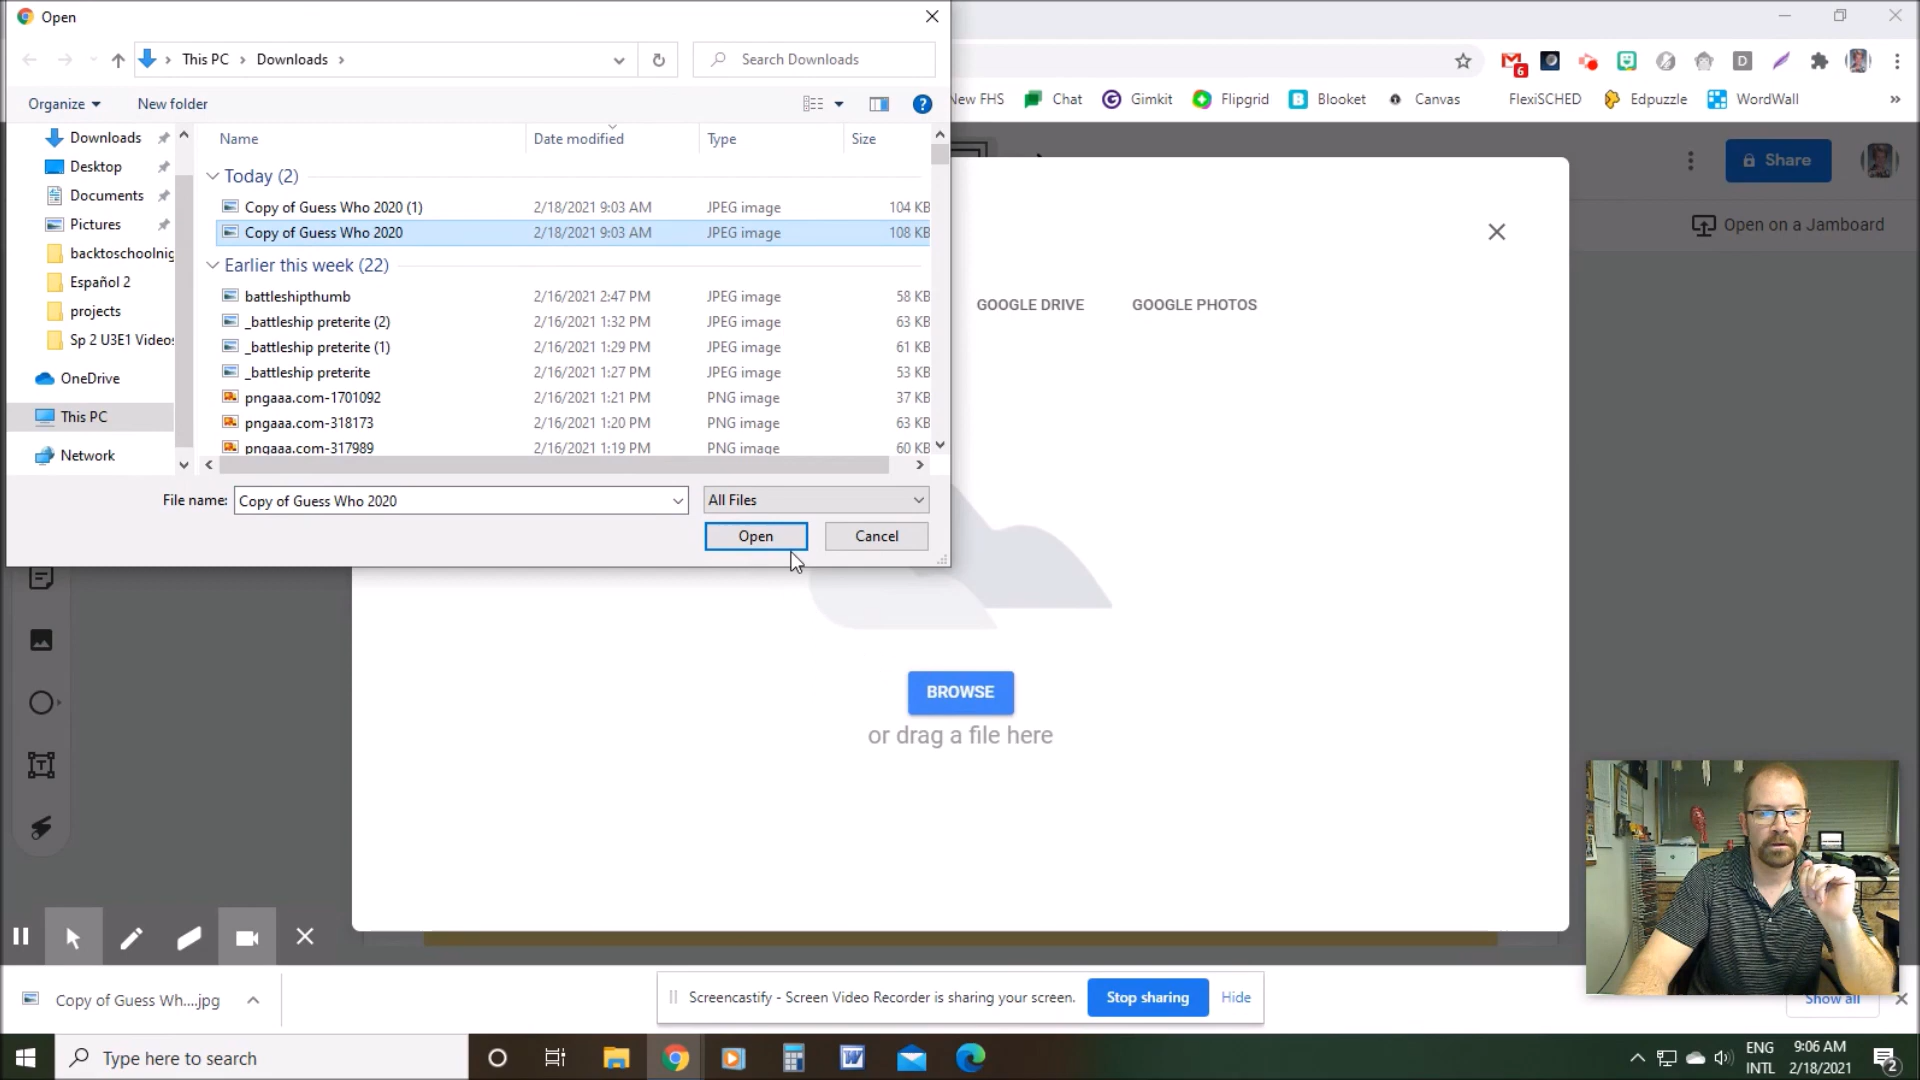 Open
This PC
Downloads
Search Downloads
Organize
New folder
Downloads
Desktop
Documents
Pictures
backtoschoolnig
Español 2
projects
Sp 2 U3E1 Video
OneDrive
This PC
Network
Name Date modified Type Size
Today (2)
Copy of Guess Who 2020 (1) 2/18/2021 9:03 AM JPEG image 104 KB
Copy of Guess Who 2020 2/18/2021 9:03 AM JPEG image 108 KB
Earlier this week (22)
battleshipthumb 2/16/2021 2:47 PM JPEG image 58 KB
_battleship preterite (2) 2/16/2021 1:32 PM JPEG image 63 KB
_battleship preterite (1) 2/16/2021 1:29 PM JPEG image 61 KB
_battleship preterite 2/16/2021 1:27 PM JPEG image 53 KB
pngaaa.com-1701092 2/16/2021 1:21 PM PNG image 37 KB
pngaaa.com-318173 2/16/2021 1:20 PM PNG image 63 KB
pngaaa.com-317989 2/16/2021 1:19 PM PNG image 60 KB
File name: Copy of Guess Who 2020 All Files
Open Cancel
6
D
New FHS Chat Gimkit Flipgrid Blooket Canvas FlexiSCHED Edpuzzle WordWall
Share
Open on a Jamboard
GOOGLE DRIVE GOOGLE PHOTOS
BROWSE
or drag a file here
Copy of Guess Wh....jpg
Screencastify - Screen Video Recorder is sharing your screen. Stop sharing Hide
Show all
Type here to search
ENG
INTL
9:06 AM
2/18/2021
2